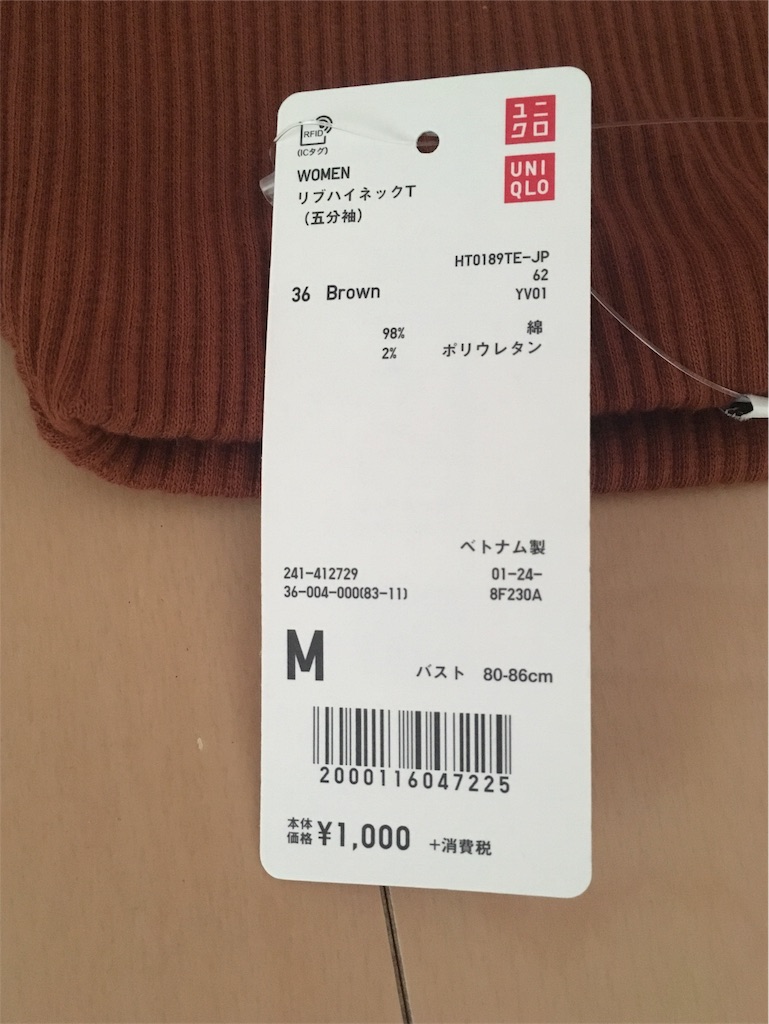 RFID
(ICタグ)
ユニ
クロ
UNI
QLO
WOMEN
リブハイネックT
(五分袖)
HT0189TE-JP
62
36 Brown
YV01
98% 綿
2% ポリウレタン
ベトナム製
241-412729 01-24-
36-004-000(83-11) 8F230A
M
バスト 80-86cm
2000116047225
本体
価格 ¥1,000 +消費税